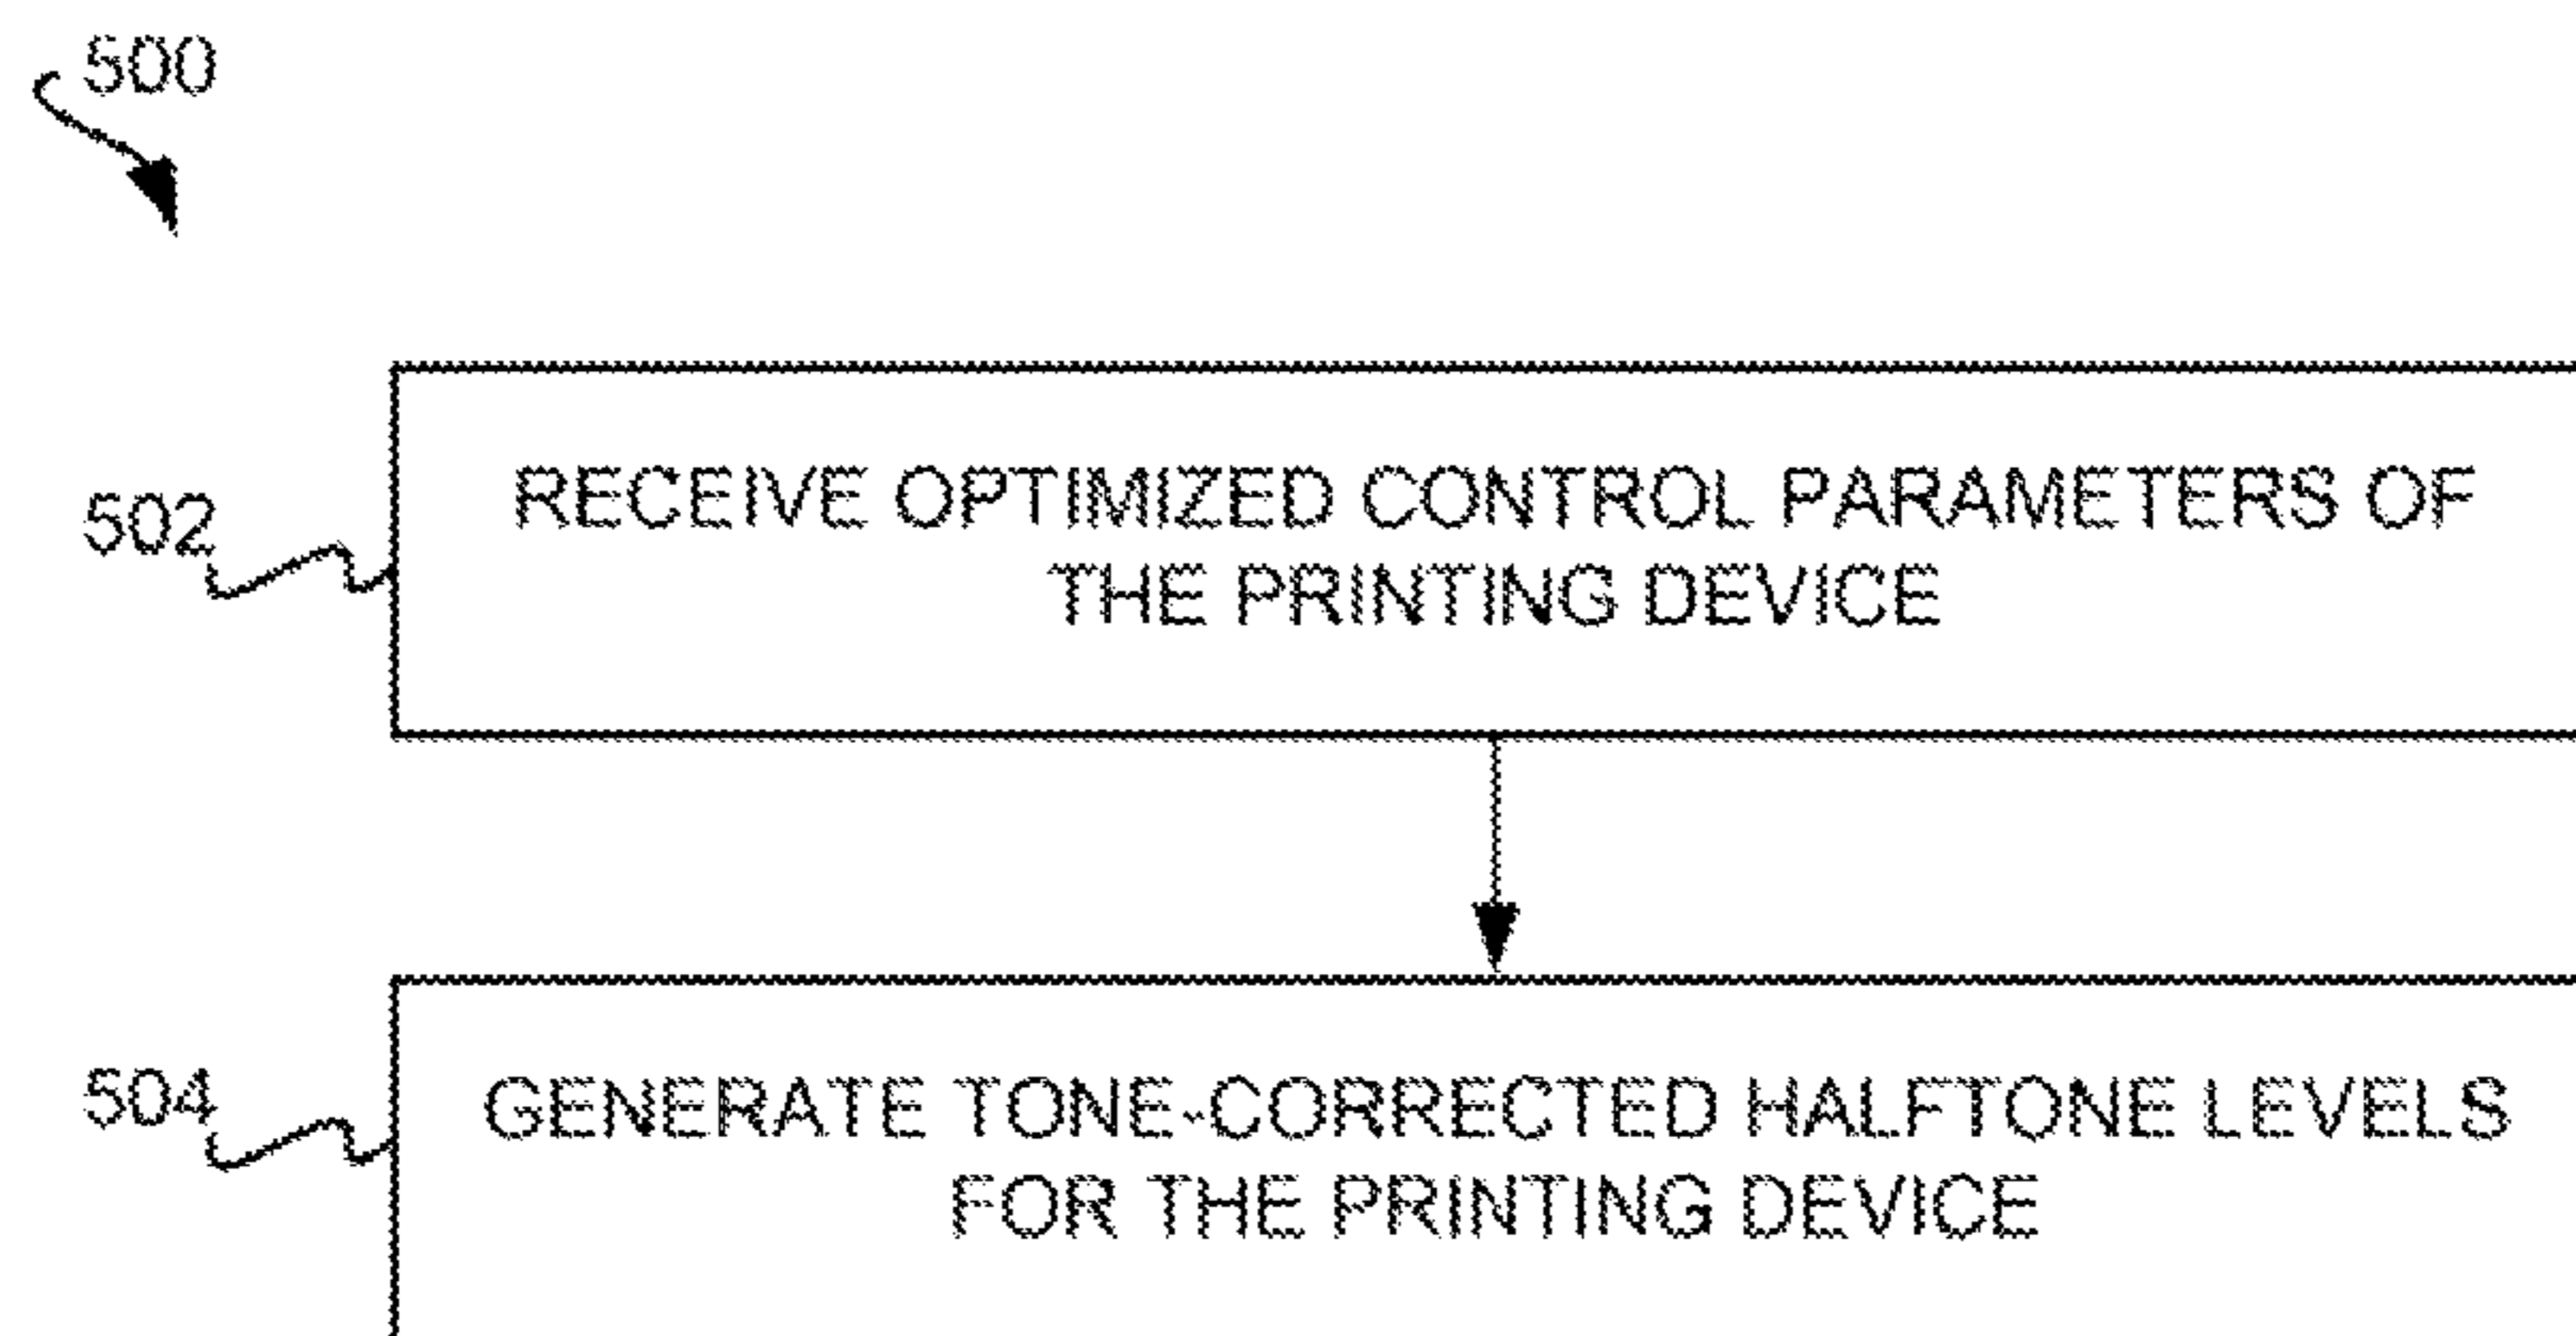 500
502
RECEIVE OPTIMIZED CONTROL PARAMETERS OF
THE PRINTING DEVICE
504
GENERATE TONE-CORRECTED HALFTONE LEVELS
FOR THE PRINTING DEVICE